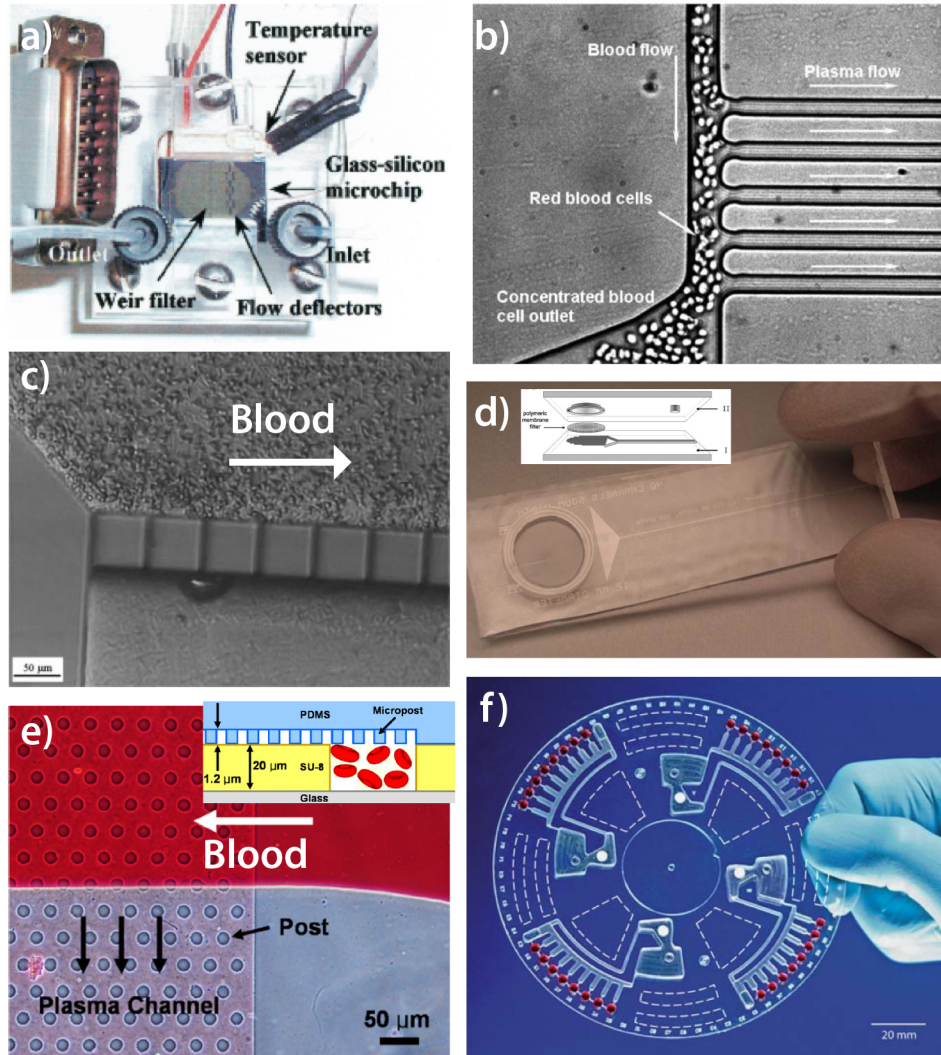 a)
Temperature
sensor
Glass-silicon
microchip
Outlet
Inlet
Weir filter
Flow deflectors
b)
Blood flow
Plasma flow
Red blood cells
Concentrated blood
cell outlet
c)
Blood
50 µm
d)
polymeric
membrane
filter
II
I
e)
PDMS
Micropost
20 µm
1.2 µm
SU-8
Glass
Blood
Post
Plasma Channel
50 µm
f)
20 mm